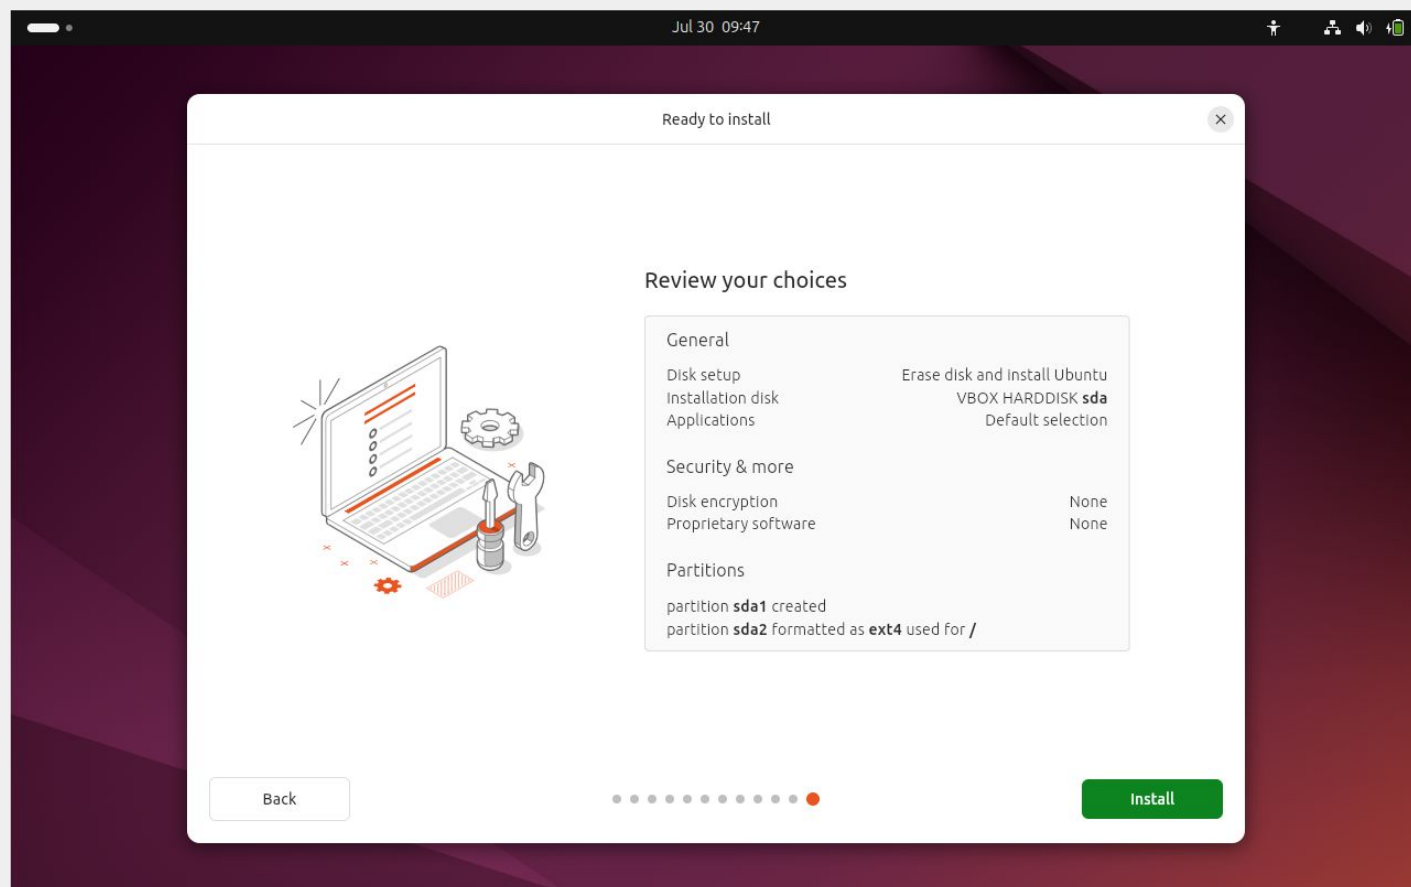 Jul 30 09:47
Ready to install
Review your choices
General
Disk setup Erase disk and install Ubuntu
Installation disk VBOX HARDDISK sda
Applications Default selection
Security & more
Disk encryption None
Proprietary software None
Partitions
partition sda1 created
partition sda2 formatted as ext4 used for /
Back
Install